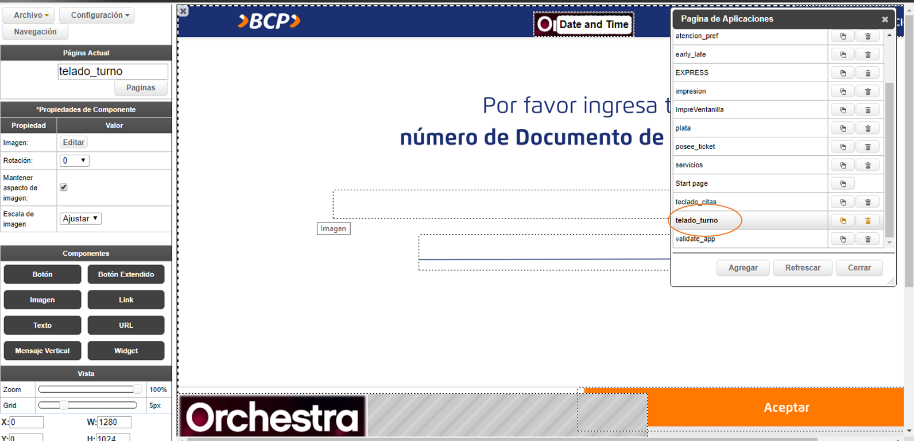 Archivo
Configuración
Navegación
Página Actual
telado_turno
Paginas
*Propiedades de Componente
Propiedad Valor
Imagen: Editar
Rotación: 0
Mantener
aspecto de
imagen:
Escala de
imagen
Ajustar
Componentes
Botón Botón Extendido
Imagen Link
Texto URL
Mensaje Vertical Widget
Vista
Zoom 100%
Grid 5px
X: 0 W: 1280
Y: 0 H: 1024
BCP
Date and Time
Por favor ingresa
número de Documento de
Imagen
Orchestra
Aceptar
Pagina de Aplicaciones
atencion_pref
early_late
EXPRESS
impresion
ImpreVentanilla
plata
posee_ticket
servicios
Start page
teclado_citas
telado_turno
validate_app
Agregar Refrescar Cerrar